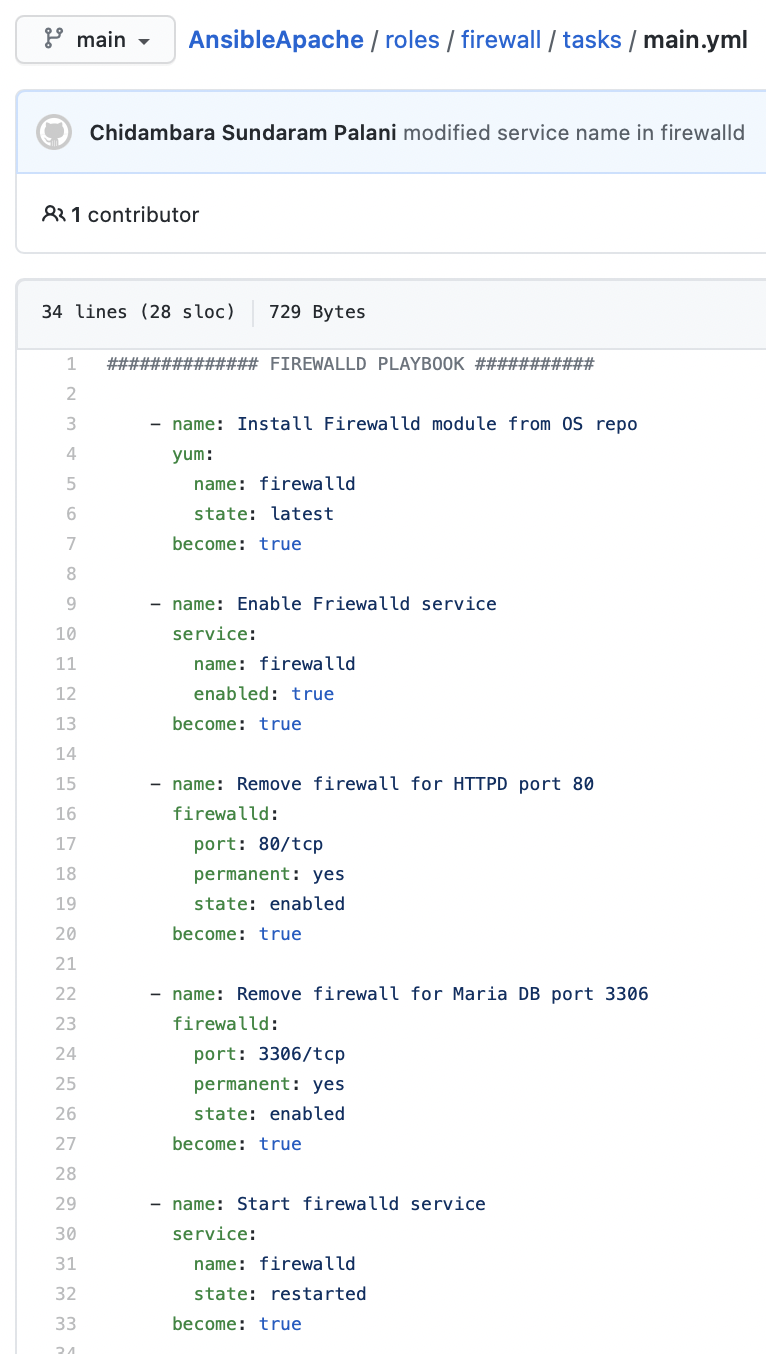 main AnsibleApache / roles / firewall / tasks / main.yml
Chidambara Sundaram Palani modified service name in firewalld
1 contributor
34 lines (28 sloc) 729 Bytes
1 ############## FIREWALLD PLAYBOOK ###########
2
3 - name: Install Firewalld module from OS repo
4 yum:
5 name: firewalld
6 state: latest
7 become: true
8
9 - name: Enable Friewalld service
10 service:
11 name: firewalld
12 enabled: true
13 become: true
14
15 - name: Remove firewall for HTTPD port 80
16 firewalld:
17 port: 80/tcp
18 permanent: yes
19 state: enabled
20 become: true
21
22 - name: Remove firewall for Maria DB port 3306
23 firewalld:
24 port: 3306/tcp
25 permanent: yes
26 state: enabled
27 become: true
28
29 - name: Start firewalld service
30 service:
31 name: firewalld
32 state: restarted
33 become: true
34